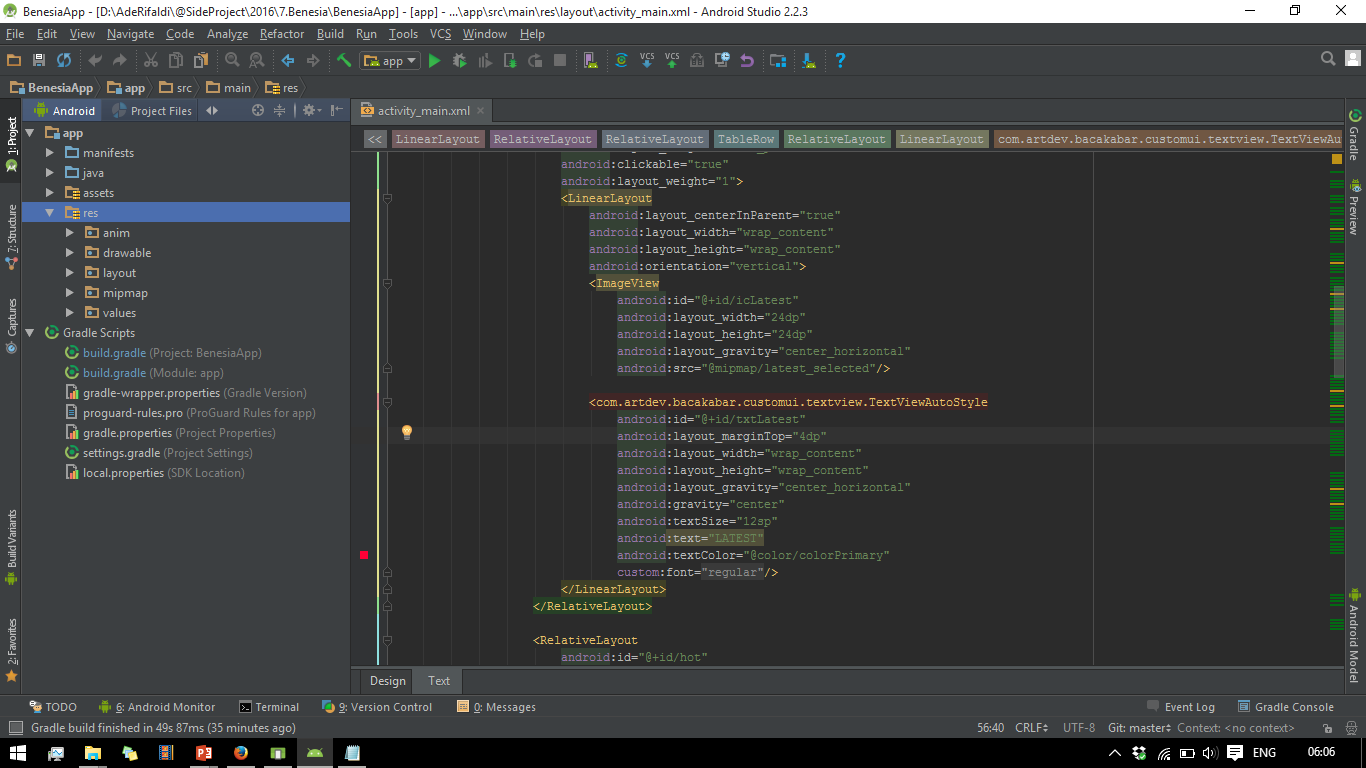 BenesiaApp - [D:\AdeRifaldi\@SideProject\2016\7.Benesia\BenesiaApp] - [app] - ...\app\src\main\res\layout\activity_main.xml - Android Studio 2.2.3
File Edit View Navigate Code Analyze Refactor Build Run Tools VCS Window Help
app
VCS VCS
BenesiaApp app src main res
Android Project Files
activity_main.xml
<< LinearLayout RelativeLayout RelativeLayout TableRow RelativeLayout LinearLayout com.artdev.bacakabar.customui.textview.TextViewAu
1: Project
7: Structure
Captures
Build Variants
2: Favorites
app
manifests
java
assets
res
anim
drawable
layout
mipmap
values
Gradle Scripts
build.gradle (Project: BenesiaApp)
build.gradle (Module: app)
gradle-wrapper.properties (Gradle Version)
proguard-rules.pro (ProGuard Rules for app)
gradle.properties (Project Properties)
settings.gradle (Project Settings)
local.properties (SDK Location)
android:clickable="true"
android:layout_weight="1">
<LinearLayout
android:layout_centerInParent="true"
android:layout_width="wrap_content"
android:layout_height="wrap_content"
android:orientation="vertical">
<ImageView
android:id="@+id/icLatest"
android:layout_width="24dp"
android:layout_height="24dp"
android:layout_gravity="center_horizontal"
android:src="@mipmap/latest_selected"/>
<com.artdev.bacakabar.customui.textview.TextViewAutoStyle
android:id="@+id/txtLatest"
android:layout_marginTop="4dp"
android:layout_width="wrap_content"
android:layout_height="wrap_content"
android:layout_gravity="center_horizontal"
android:gravity="center"
android:textSize="12sp"
android:text="LATEST"
android:textColor="@color/colorPrimary"
custom:font="regular"/>
</LinearLayout>
</RelativeLayout>
<RelativeLayout
android:id="@+id/hot"
Gradle
Preview
Android Model
Design Text
TODO 6: Android Monitor Terminal 9: Version Control 0: Messages Event Log Gradle Console
Gradle build finished in 49s 87ms (35 minutes ago) 56:40 CRLF UTF-8 Git: master Context: <no context>
ENG 06:06